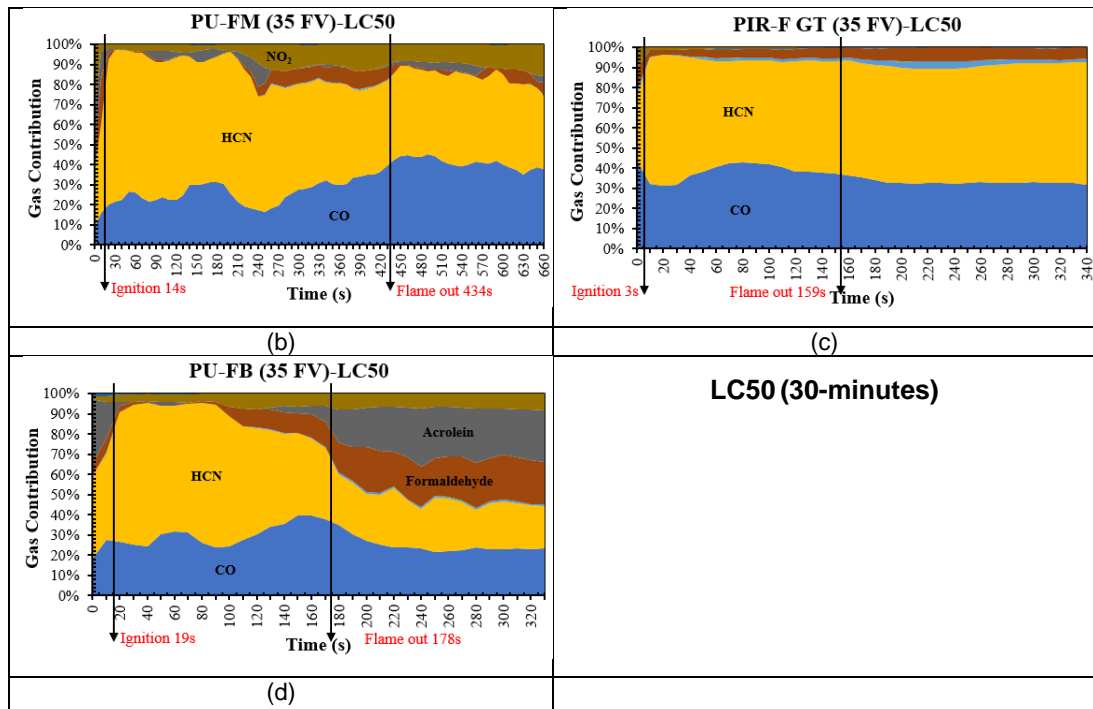 PU-FM (35 FV)-LC50
100%
90%
80%
70%
60%
50%
40%
30%
20%
10%
0%
Gas Contribution
NO₂
HCN
CO
0 30 60 90 120 150 180 210 240 270 300 330 360 390 420 450 480 510 540 570 600 630 660
Ignition 14s
Time (s)
Flame out 434s
(b)
PIR-F GT (35 FV)-LC50
100%
90%
80%
70%
60%
50%
40%
30%
20%
10%
0%
Gas Contribution
HCN
CO
0 20 40 60 80 100 120 140 160 180 200 220 240 260 280 300 320 340
Ignition 3s
Flame out 159s
Time (s)
(c)
PU-FB (35 FV)-LC50
100%
90%
80%
70%
60%
50%
40%
30%
20%
10%
0%
Gas Contribution
Acrolein
HCN
Formaldehyde
CO
0 20 40 60 80 100 120 140 160 180 200 220 240 260 280 300 320
Ignition 19s
Time (s)
Flame out 178s
(d)
LC50 (30-minutes)